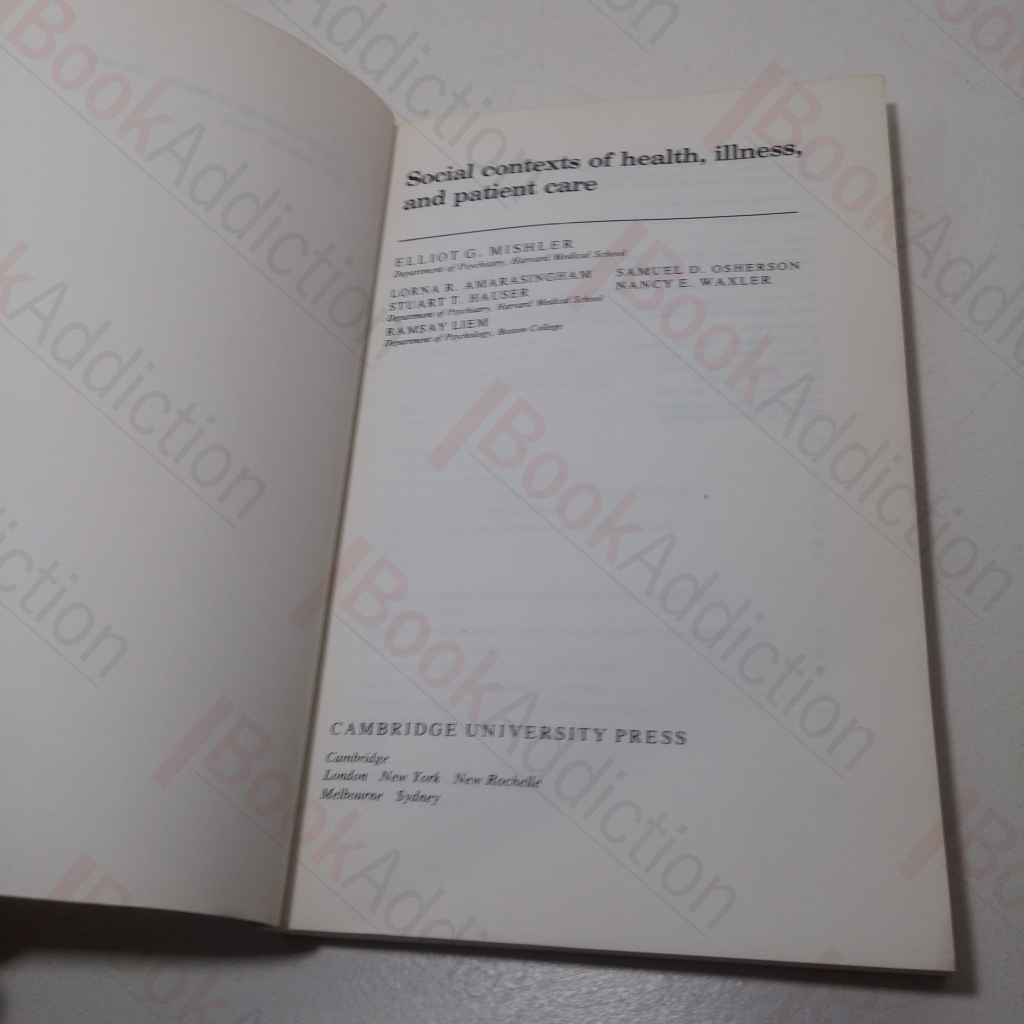 Social contexts of health, illness,
and patient care
ELLIOT G. MISHLER
Department of Psychiatry, Harvard Medical School
LORNA R. AMARASINGHAM
STUART T. HAUSER
SAMUEL D. OSHERSON
NANCY E. WAXLER
Department of Psychiatry, Harvard Medical School
RAMSAY LIEM
Department of Psychology, Boston College
CAMBRIDGE UNIVERSITY PRESS
Cambridge
London New York New Rochelle
Melbourne Sydney
BookAddiction